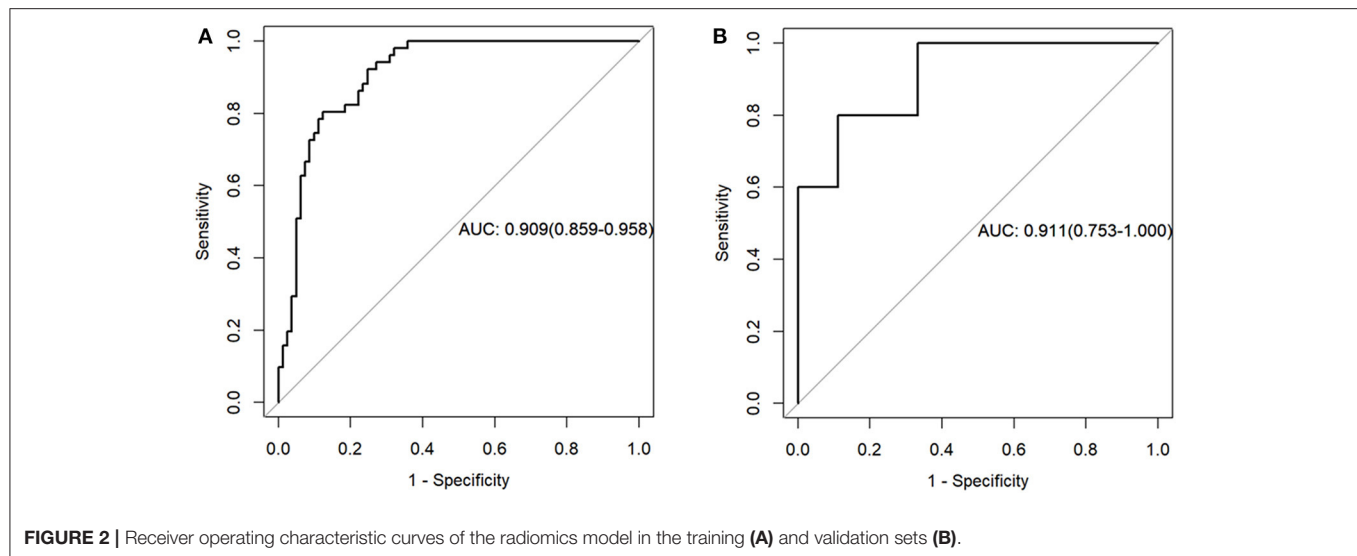 A
B
1.0
0.8
0.6
0.4
0.2
0.0
Sensitivity
AUC: 0.909(0.859-0.958)
0.0 0.2 0.4 0.6 0.8 1.0
1 - Specificity
1.0
0.8
0.6
0.4
0.2
0.0
Sensitivity
AUC: 0.911(0.753-1.000)
0.0 0.2 0.4 0.6 0.8 1.0
1 - Specificity
FIGURE 2 | Receiver operating characteristic curves of the radiomics model in the training (A) and validation sets (B).